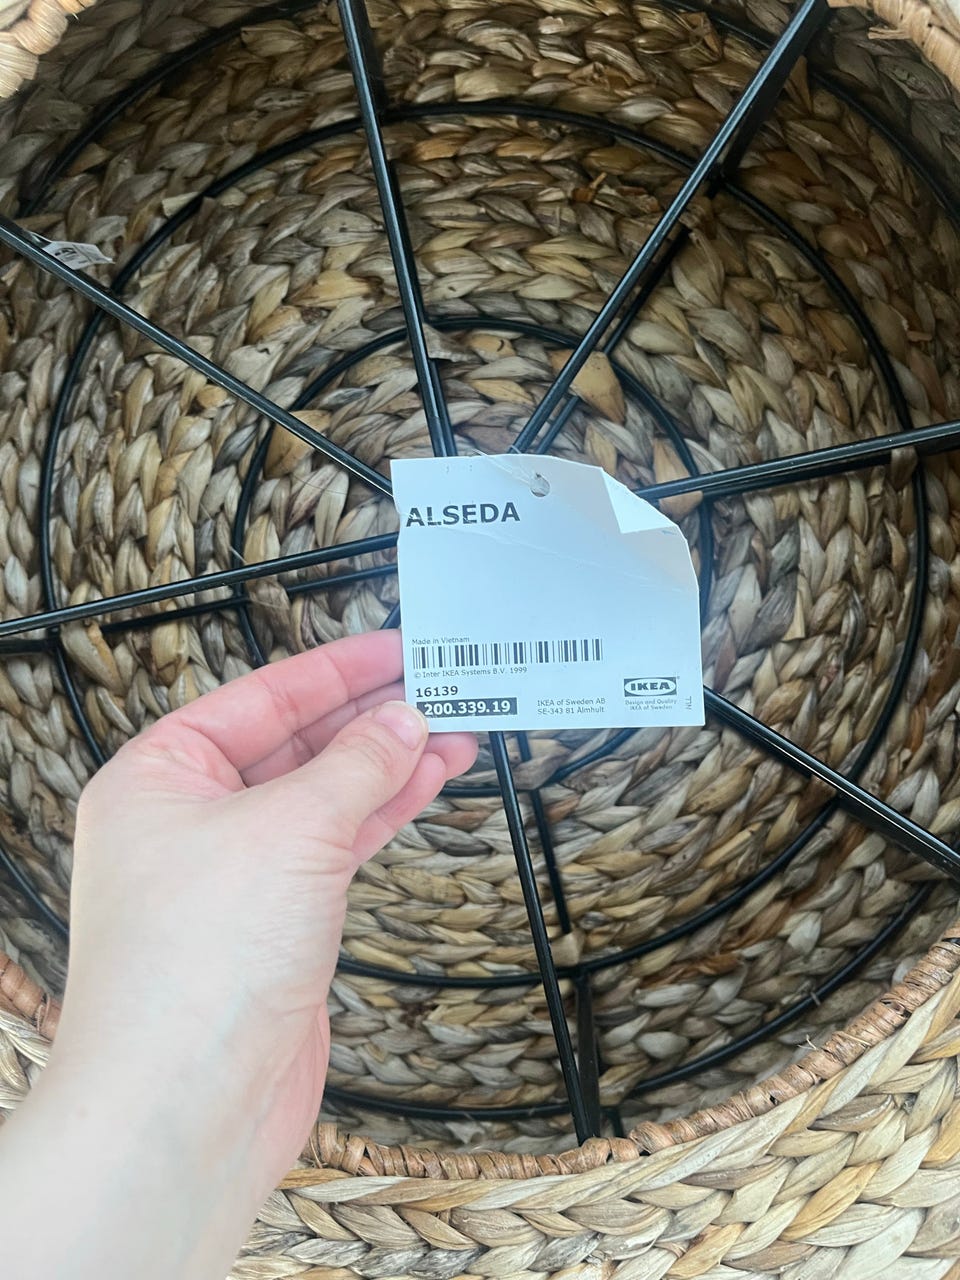 ALSEDA
Made in Vietnam
© Inter IKEA Systems B.V. 1999
16139
200.339.19
IKEA of Sweden AB
SE-343 81 Älmhult
IKEA
Design and Quality
IKEA of Sweden